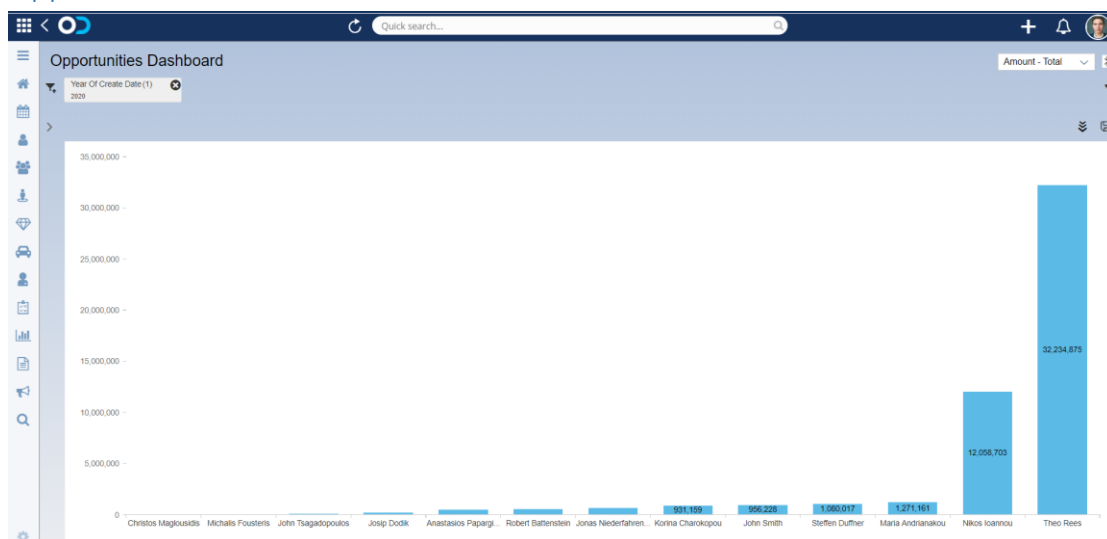 Quick search...
Opportunities Dashboard
Amount - Total
Year Of Create Date (1)
2020
35,000,000
30,000,000
25,000,000
20,000,000
15,000,000
10,000,000
5,000,000
0
32,234,875
12,058,703
931,159
956,228
1,080,017
1,271,161
Christos Maglousidis
Michalis Fousteris
John Tsagadopoulos
Josip Dodik
Anastasios Papargi...
Robert Battenstein
Jonas Niederfahren...
Korina Charokopou
John Smith
Steffen Duffner
Maria Andrianakou
Nikos Ioannou
Theo Rees